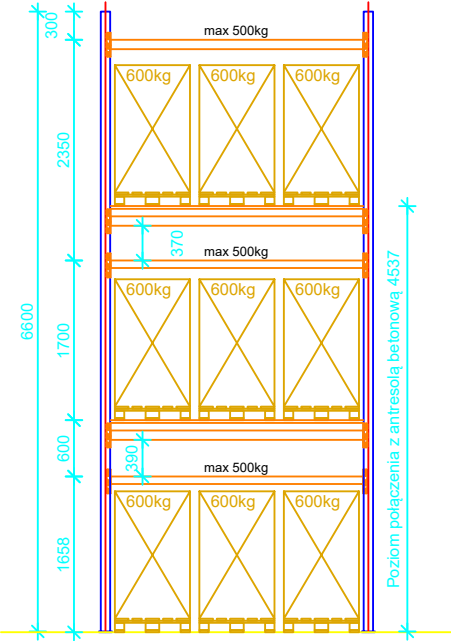 300
max 500kg
600kg 600kg 600kg
2350
370
max 500kg
600kg 600kg 600kg
6600
1700
Poziom połączenia z antresolą betonową 4537
600
390
max 500kg
600kg 600kg 600kg
1658